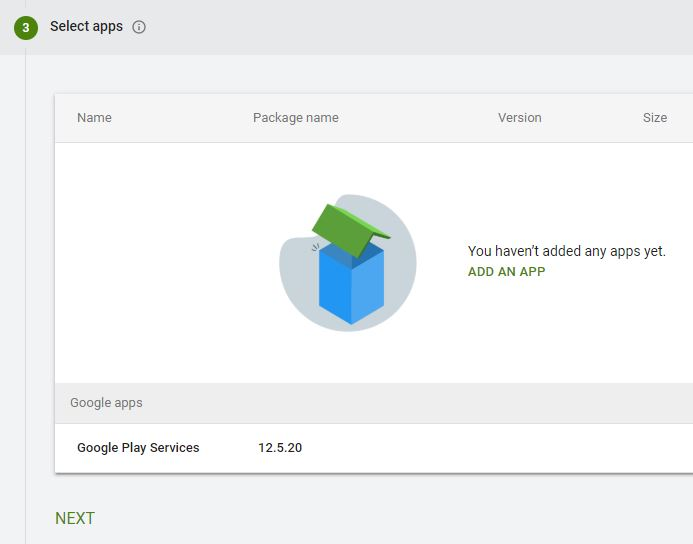 3 Select apps
Name Package name Version Size
You haven't added any apps yet.
ADD AN APP
Google apps
Google Play Services 12.5.20
NEXT